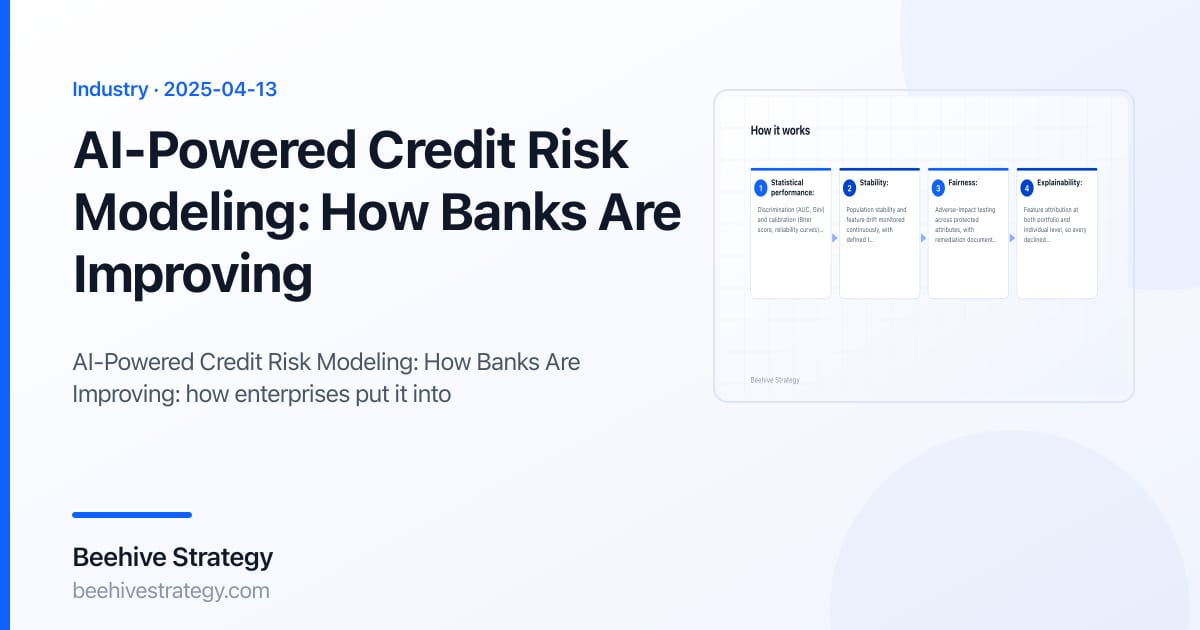 Industry · 2025-04-13
AI-Powered Credit Risk
Modeling: How Banks Are
Improving
AI-Powered Credit Risk Modeling: How Banks Are
Improving: how enterprises put it into
Beehive Strategy
beehivestrategy.com
How it works
1
Statistical
performance:
Discrimination (AUC, Gini)
and calibration (Brier
score, reliability curves)...
2
Stability:
Population stability and
feature drift monitored
continuously, with
defined t...
3
Fairness:
Adverse-impact testing
across protected
attributes, with
remediation document...
4
Explainability:
Feature attribution at
both portfolio and
individual level, so every
declined...
Beehive Strategy